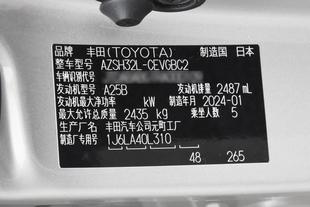 品牌 丰田(TOYOTA) 制造国 日本
整车型号 AZSH32L-CEVGBC2
车辆识别代号
发动机型号 A25B 发动机排量 2487 mL
发动机最大净功率 kW 制造年月 2024-01
最大允许总质量 2435 kg 乘坐人数 5
生产厂名 丰田汽车公司元町工厂
制造厂专用号 1J6LA40L310
48 265